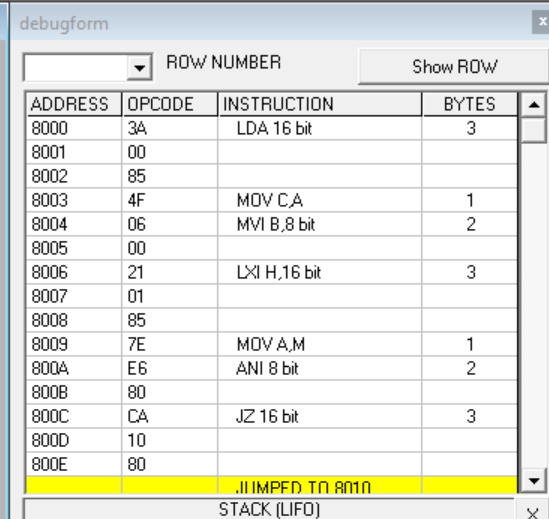 debugform x
ROW NUMBER Show ROW
ADDRESS OPCODE INSTRUCTION BYTES
8000 3A LDA 16 bit 3
8001 00
8002 85
8003 4F MOV C,A 1
8004 06 MVI B,8 bit 2
8005 00
8006 21 LXI H,16 bit 3
8007 01
8008 85
8009 7E MOV A,M 1
800A E6 ANI 8 bit 2
800B 80
800C CA JZ 16 bit 3
800D 10
800E 80
JUMPED TO 8010
STACK (LIFO) X